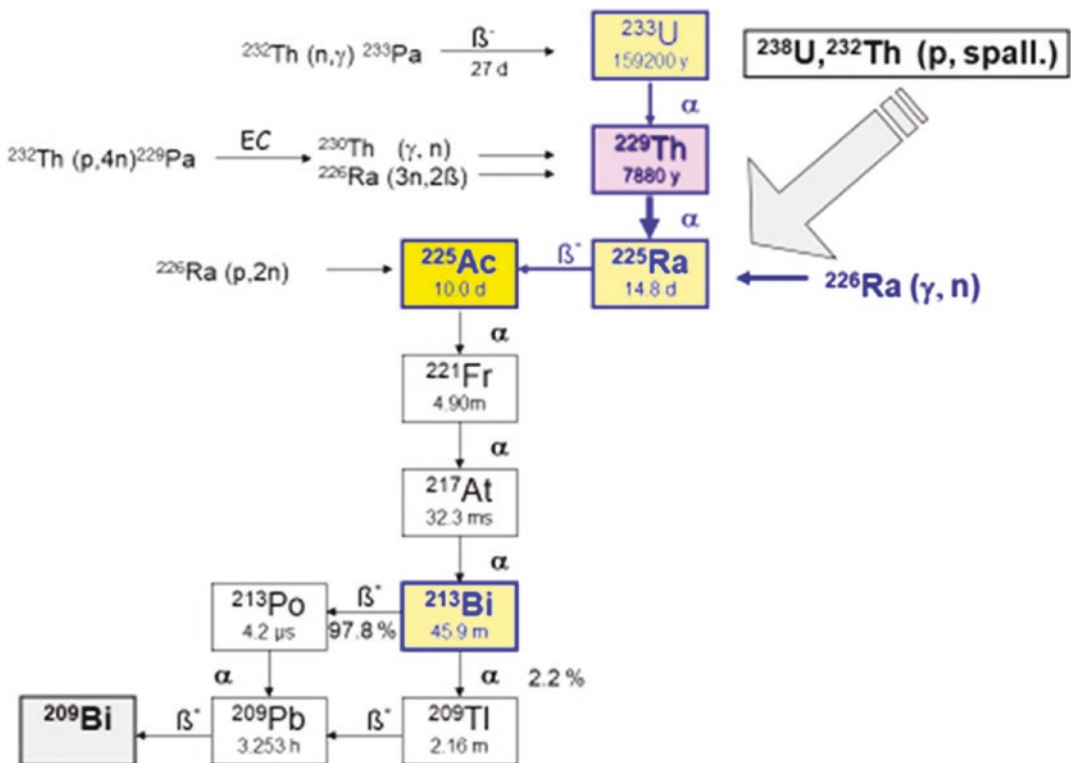 ²³²Th (n,γ) ²³³Pa
ß⁻
27 d
²³³U
159200 y
²³⁸U,²³²Th (p, spall.)
α
²³²Th (p,4n)²²⁹Pa
EC
²³⁰Th (γ, n)
²²⁶Ra (3n,2ß)
²²⁹Th
7880 y
α
²²⁶Ra (p,2n)
²²⁵Ac
10.0 d
ß⁻
²²⁵Ra
14.8 d
²²⁶Ra (γ, n)
α
²²¹Fr
4.90m
α
²¹⁷At
32.3 ms
α
²¹³Po
4.2 µs
ß⁻
97.8 %
²¹³Bi
45.9 m
α
α 2.2 %
²⁰⁹Bi
ß⁻
²⁰⁹Pb
3.253 h
ß⁻
²⁰⁹Tl
2.16 m